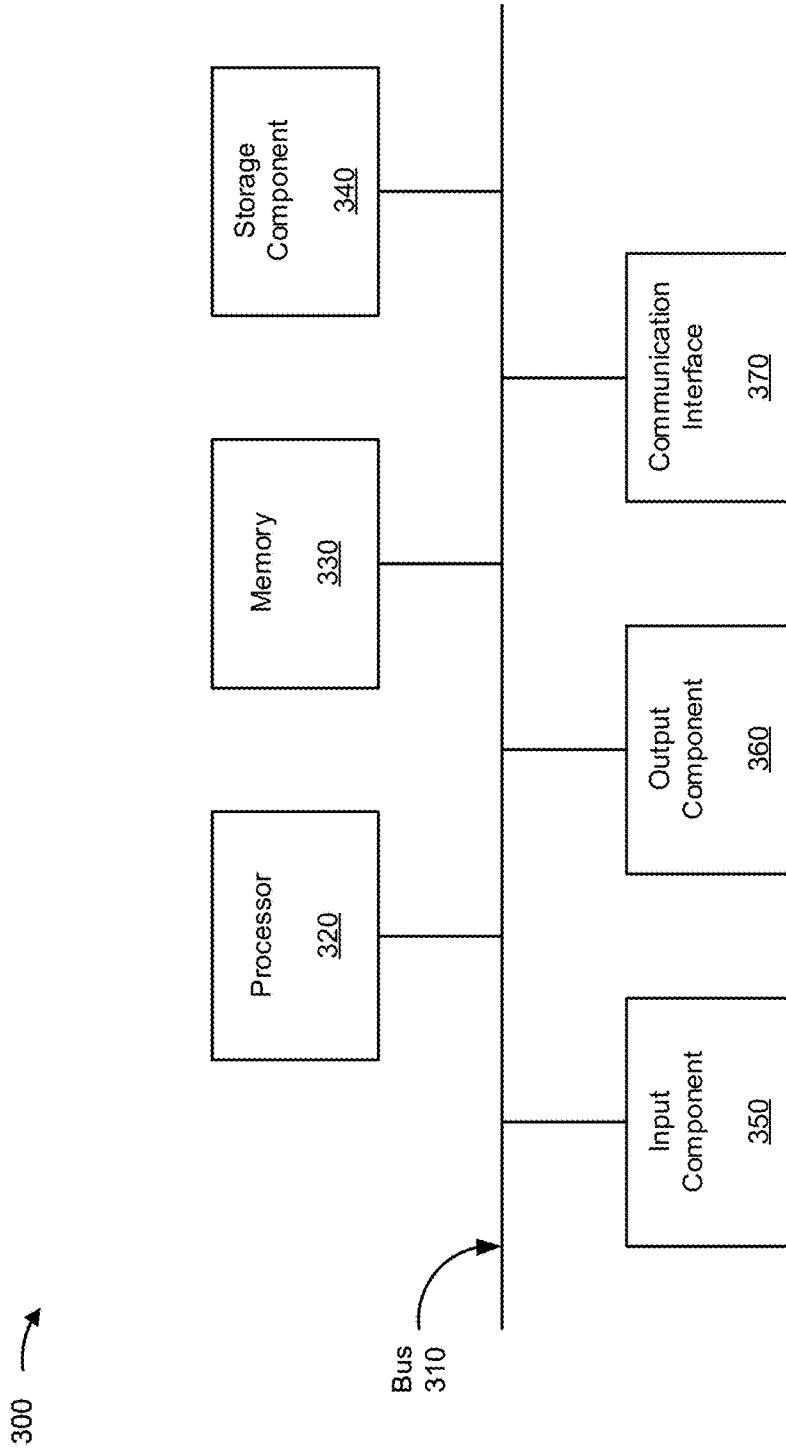 300
Bus
310
Processor
320
Memory
330
Storage
Component
340
Input
Component
350
Output
Component
360
Communication
Interface
370